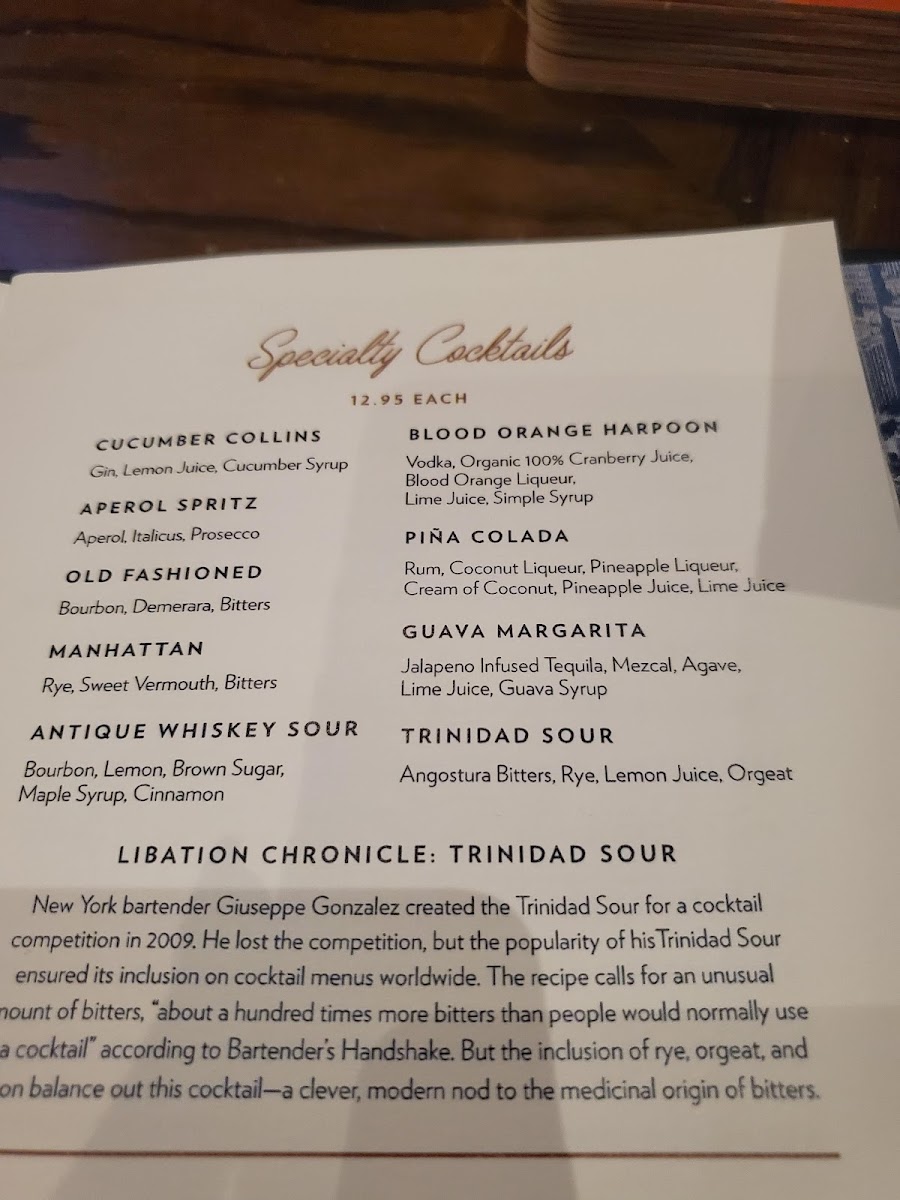 Specialty Cocktails
12.95 EACH
CUCUMBER COLLINS
Gin, Lemon Juice, Cucumber Syrup
APEROL SPRITZ
Aperol, Italicus, Prosecco
OLD FASHIONED
Bourbon, Demerara, Bitters
MANHATTAN
Rye, Sweet Vermouth, Bitters
ANTIQUE WHISKEY SOUR
Bourbon, Lemon, Brown Sugar,
Maple Syrup, Cinnamon
BLOOD ORANGE HARPOON
Vodka, Organic 100% Cranberry Juice,
Blood Orange Liqueur,
Lime Juice, Simple Syrup
PIÑA COLADA
Rum, Coconut Liqueur, Pineapple Liqueur,
Cream of Coconut, Pineapple Juice, Lime Juice
GUAVA MARGARITA
Jalapeno Infused Tequila, Mezcal, Agave,
Lime Juice, Guava Syrup
TRINIDAD SOUR
Angostura Bitters, Rye, Lemon Juice, Orgeat
LIBATION CHRONICLE: TRINIDAD SOUR
New York bartender Giuseppe Gonzalez created the Trinidad Sour for a cocktail
competition in 2009. He lost the competition, but the popularity of his Trinidad Sour
ensured its inclusion on cocktail menus worldwide. The recipe calls for an unusual
mount of bitters, “about a hundred times more bitters than people would normally use
a cocktail” according to Bartender's Handshake. But the inclusion of rye, orgeat, and
on balance out this cocktail—a clever, modern nod to the medicinal origin of bitters.